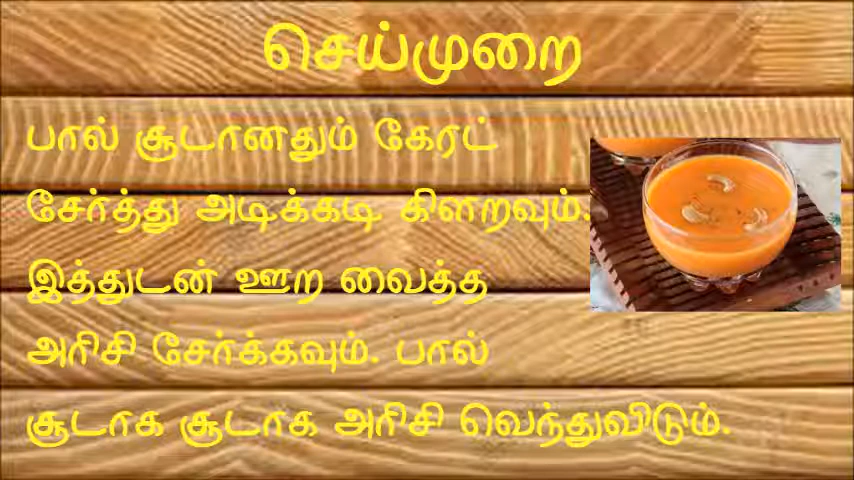 செய்முறை
பால் சூடானதும் கேரட்
சேர்த்து அடிக்கடி கிளறவும்.
இத்துடன் ஊற வைத்த
அரிசி சேர்க்கவும். பால்
சூடாக சூடாக அரிசி வெந்துவிடும்.